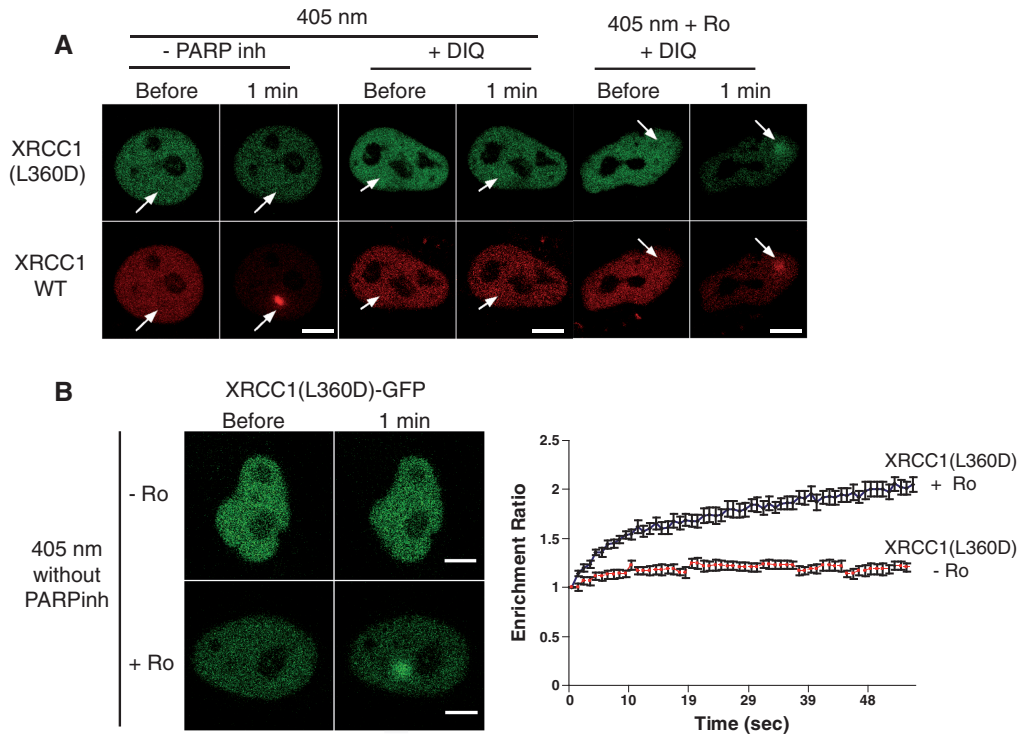 A
405 nm
405 nm + Ro
- PARP inh
+ DIQ
+ DIQ
Before
1 min
Before
1 min
Before
1 min
XRCC1
(L360D)
XRCC1
WT
B
XRCC1(L360D)-GFP
Before
1 min
405 nm
without
PARPinh
- Ro
+ Ro
Enrichment Ratio
2.5
2
1.5
1
0.5
0
0
10
19
29
39
48
Time (sec)
XRCC1(L360D)
+ Ro
XRCC1(L360D)
- Ro